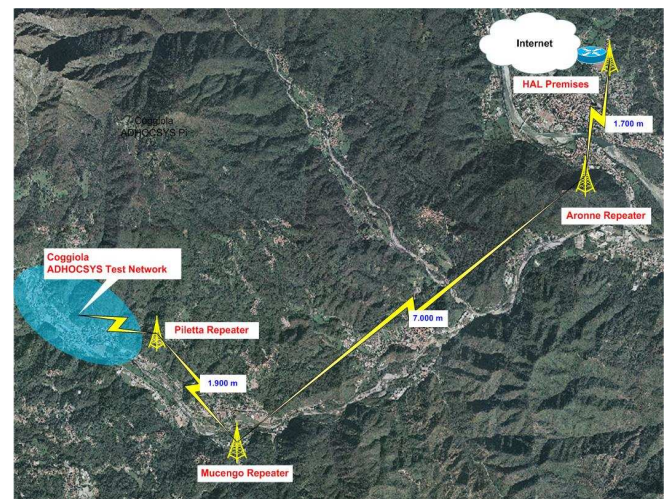 Internet
HAL Premises
1.700 m
7-Coggiola
ADHOCSYS Pi
Aronne Repeater
Coggiola
ADHOCSYS Test Network
Piletta Repeater
7.000 m
1.900 m
Mucengo Repeater